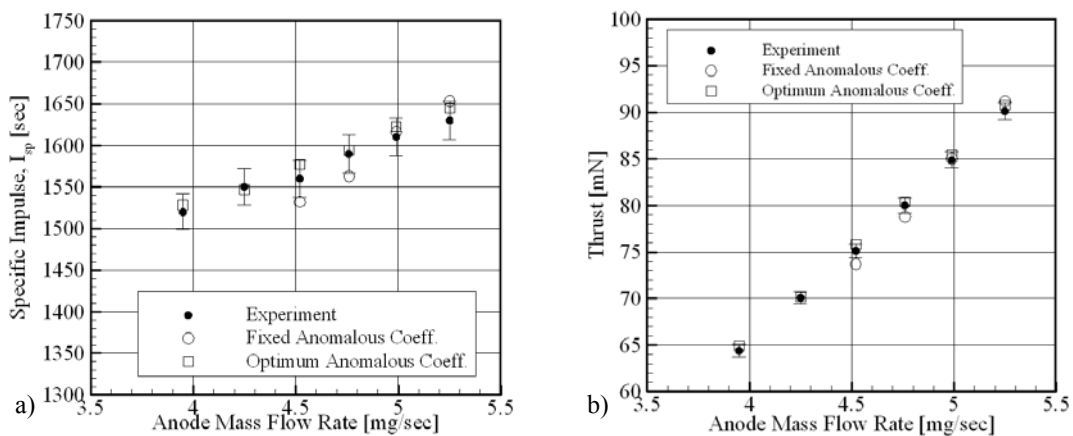 1750
1700
1650
1600
1550
1500
1450
1400
1350
1300
Specific Impulse, I_sp [sec]
Experiment
Fixed Anomalous Coeff.
Optimum Anomalous Coeff.
a)
3.5 4 4.5 5 5.5
Anode Mass Flow Rate [mg/sec]
100
95
90
85
80
75
70
65
60
Thrust [mN]
Experiment
Fixed Anomalous Coeff.
Optimum Anomalous Coeff.
b)
3.5 4 4.5 5 5.5
Anode Mass Flow Rate [mg/sec]